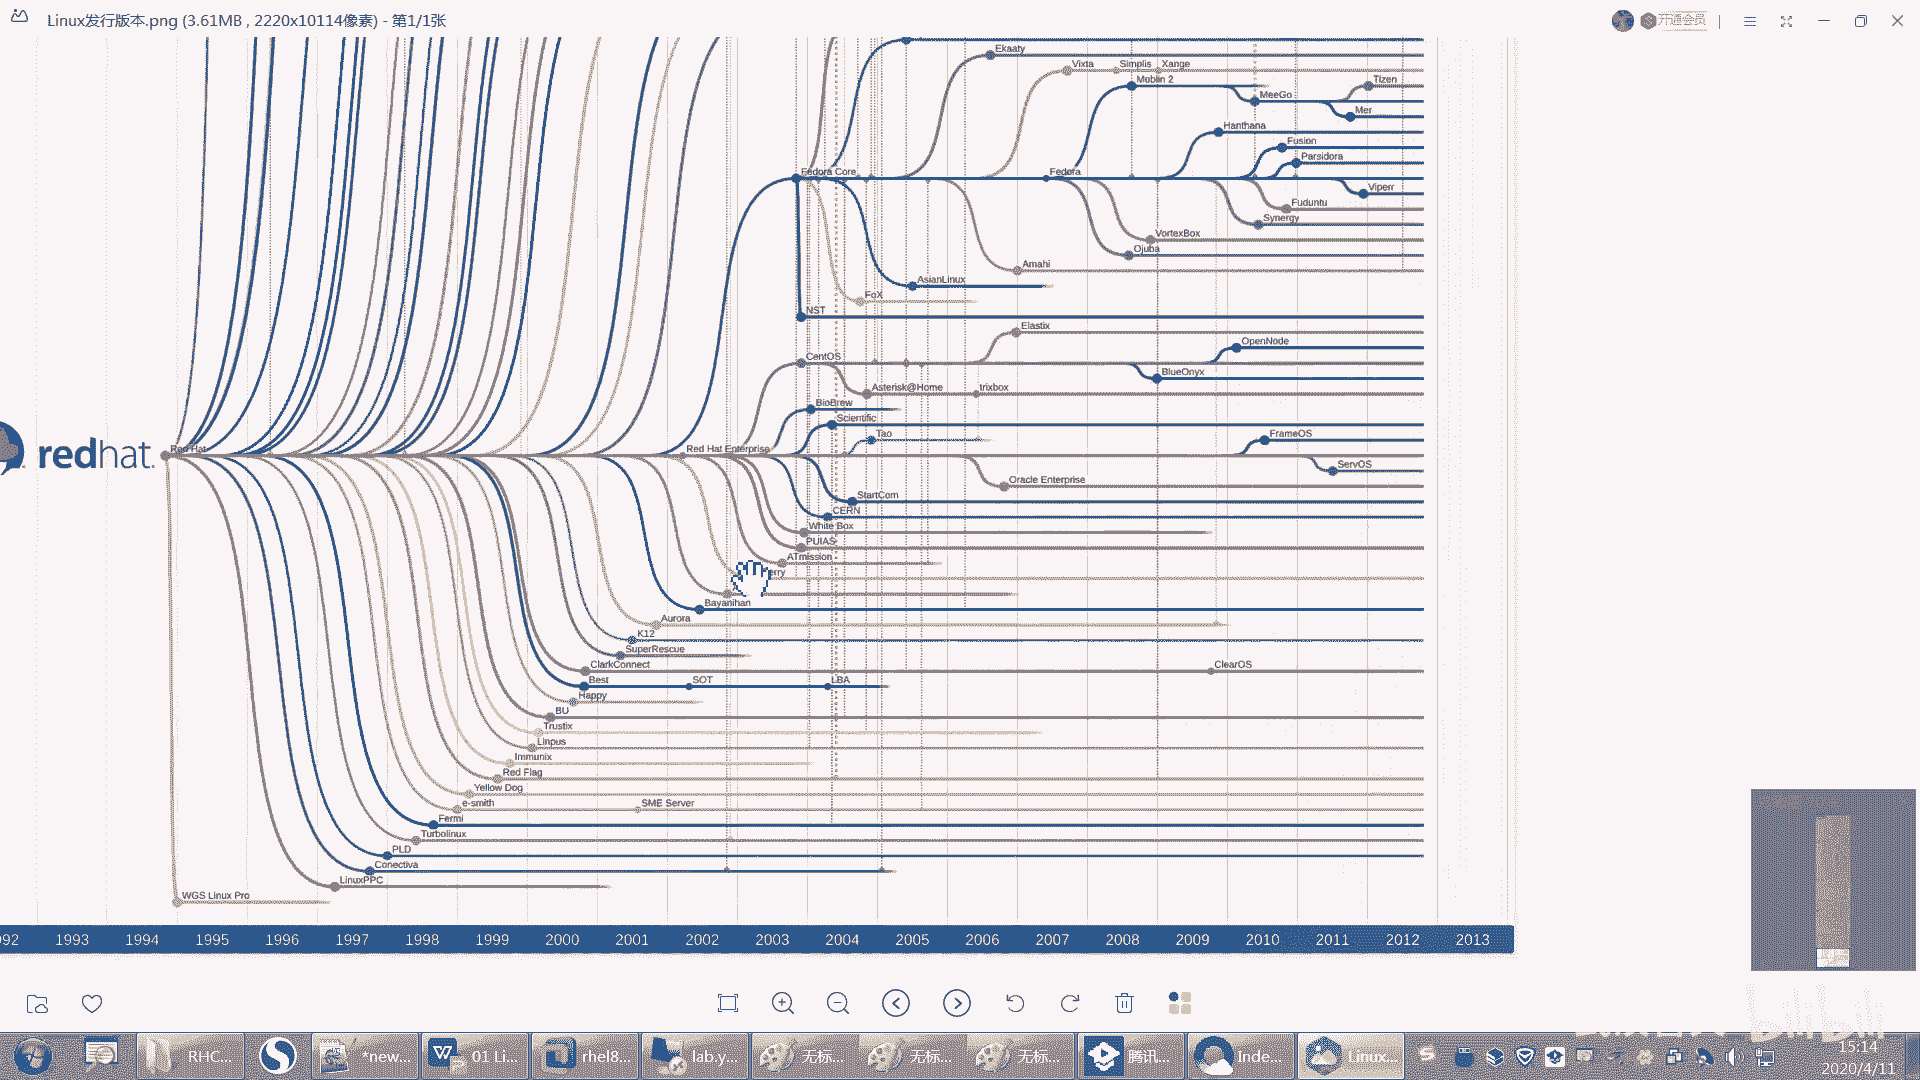 Linux发行版本.png (3.61MB , 2220x10114像素) - 第1/1张
开通会员
Ekaaty
Vixta
Simplis
Xange
Moblin 2
Tizen
MeeGo
Mer
Hanthana
Fusion
Parsidora
Fedora Core
Fedora
Viperr
Fuduntu
Synergy
VortexBox
Ojuba
Amahi
AsianLinux
FoX
NST
Elastix
OpenNode
CentOS
BlueOnyx
Asterisk@Home
trixbox
BioBrew
Scientific
Tao
FrameOS
redhat.
Red Hat
Red Hat Enterprise
ServOS
Oracle Enterprise
StartCom
CERN
White Box
PUIAS
ATmission
Bayanihan
Aurora
K12
SuperRescue
ClarkConnect
ClearOS
Best
SOT
LBA
Happy
BU
Trustix
Linpus
Immunix
Red Flag
Yellow Dog
e-smith
SME Server
Fermi
Turbolinux
PLD
Conectiva
LinuxPPC
WGS Linux Pro
92 1993 1994 1995 1996 1997 1998 1999 2000 2001 2002 2003 2004 2005 2006 2007 2008 2009 2010 2011 2012 2013
RHC...
*new...
01 Li...
rhel8...
lab.y...
无标...
无标...
无标...
腾讯...
Inde...
Linux...
15:14
2020/4/11